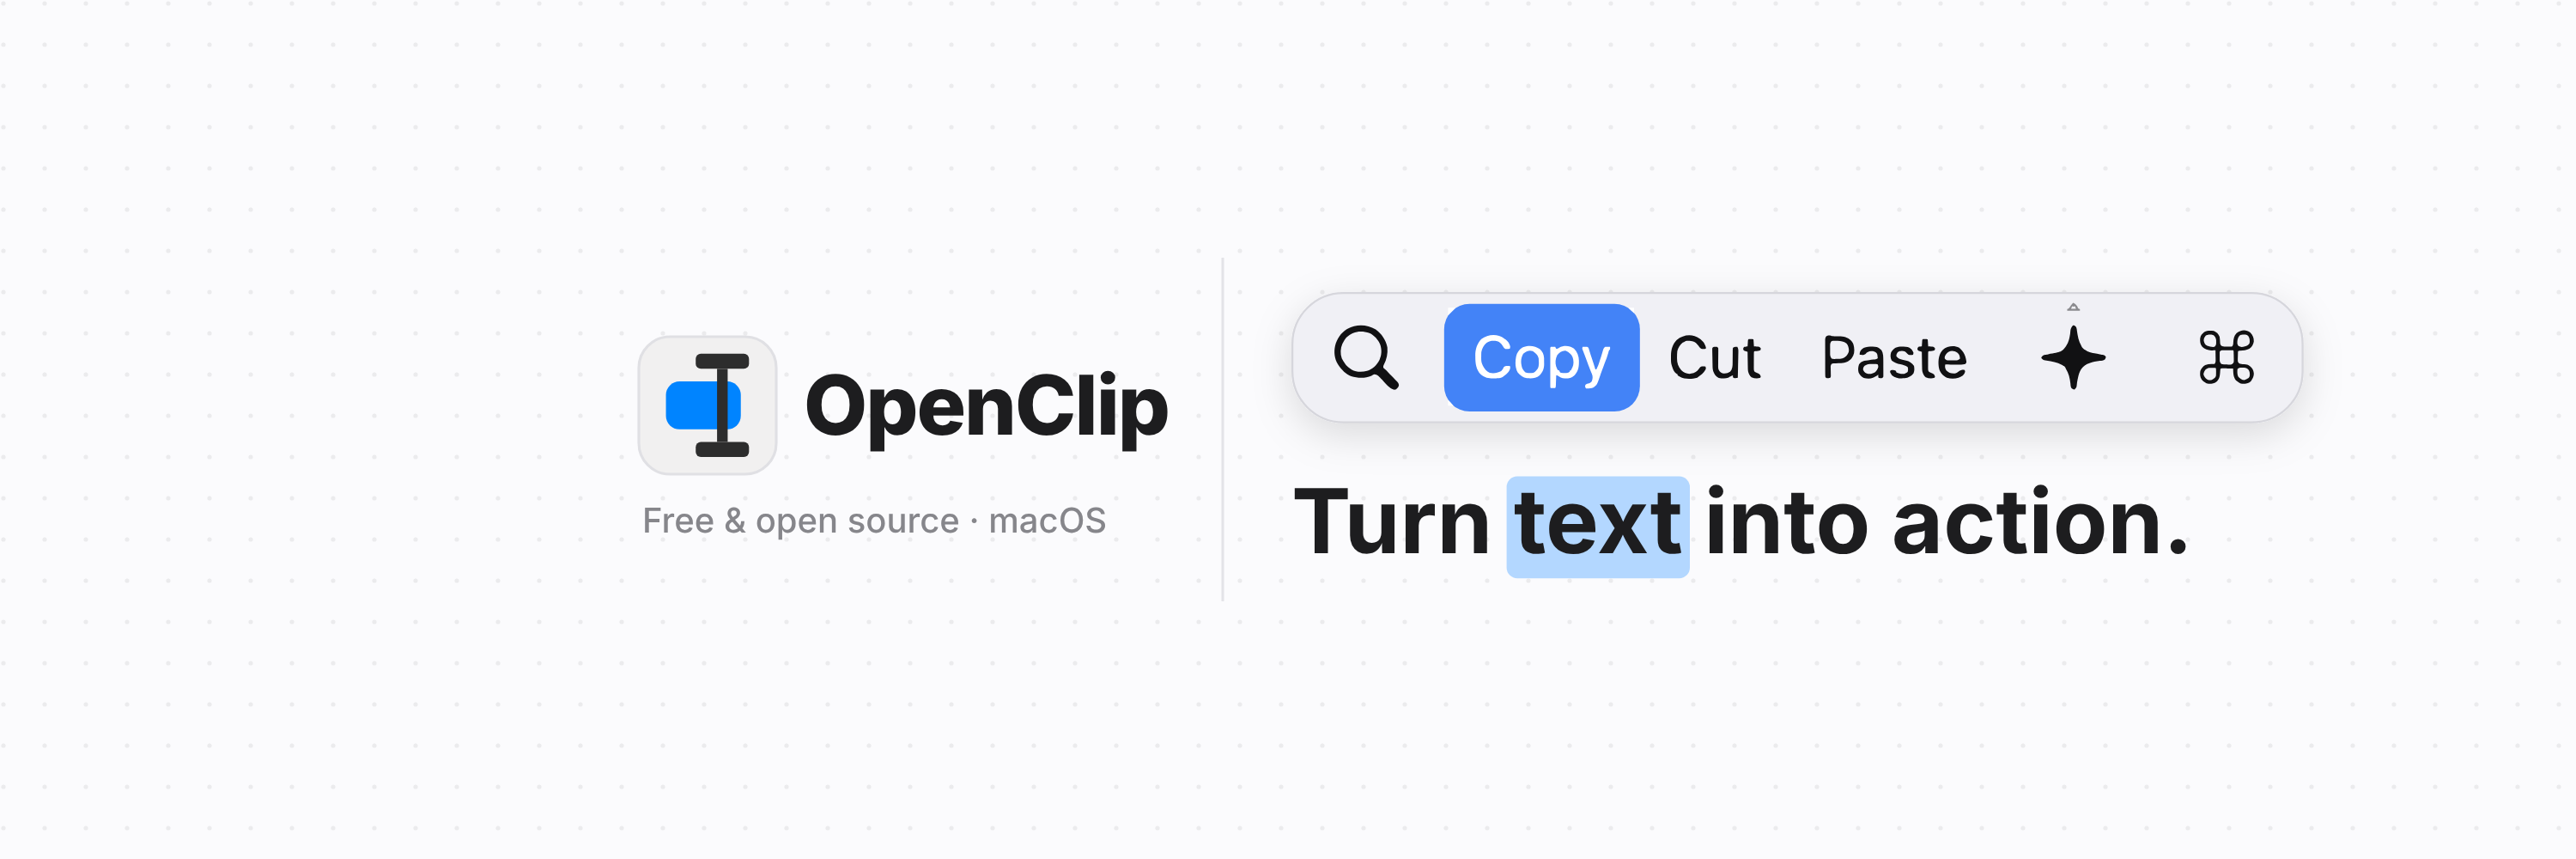 OpenClip
Free & open source · macOS
Copy Cut Paste
Turn text into action.